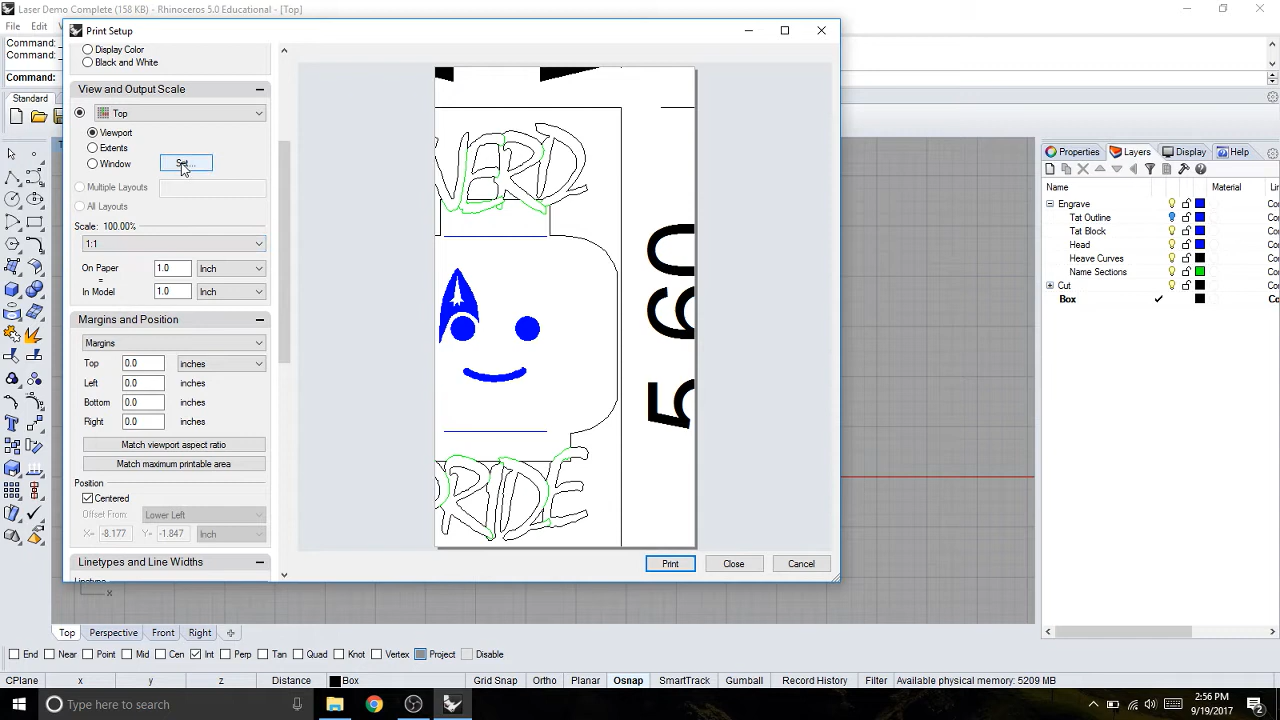 Laser Demo Complete (158 KB) - Rhinoceros 5.0 Educational - [Top]
File Edit
Print Setup
Command:
Command:
Command:
Standard
Display Color
Black and White
View and Output Scale
Top
Viewport
Extents
Window
Set...
Multiple Layouts
All Layouts
Scale: 100.00%
1:1
On Paper 1.0 Inch
=
In Model 1.0 Inch
Margins and Position
Margins
Top 0.0 inches
Left 0.0 inches
Bottom 0.0 inches
Right 0.0 inches
Match viewport aspect ratio
Match maximum printable area
Position
Centered
Offset From: Lower Left
X= -8.177 Y= -1.847 Inch
Linetypes and Line Widths
NERD
PRIDE
5.60
Print Close Cancel
Properties Layers Display Help
Name Material
Engrave
Tat Outline
Tat Block
Head
Heave Curves
Name Sections
Cut
Box
x
Top Perspective Front Right
End Near Point Mid Cen Int Perp Tan Quad Knot Vertex Project Disable
CPlane x y z Distance Box Grid Snap Ortho Planar Osnap SmartTrack Gumball Record History Filter Available physical memory: 5209 MB
Type here to search
2:56 PM
9/19/2017
2